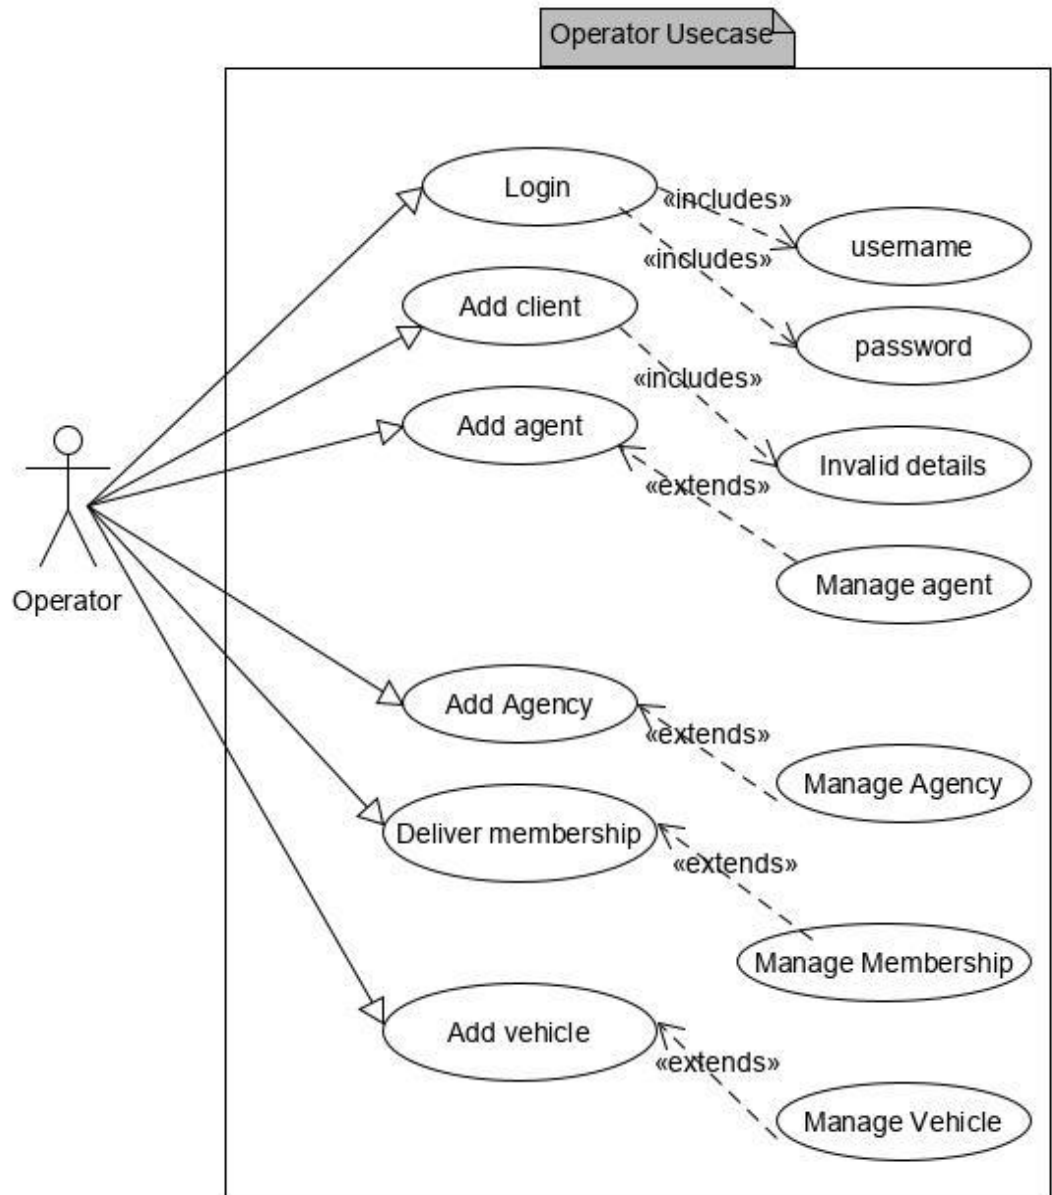 Operator Usecase
Login
«includes»
username
«includes»
Add client
password
«includes»
Add agent
Invalid details
«extends»
Manage agent
Operator
Add Agency
«extends»
Manage Agency
Deliver membership
«extends»
Manage Membership
Add vehicle
«extends»
Manage Vehicle